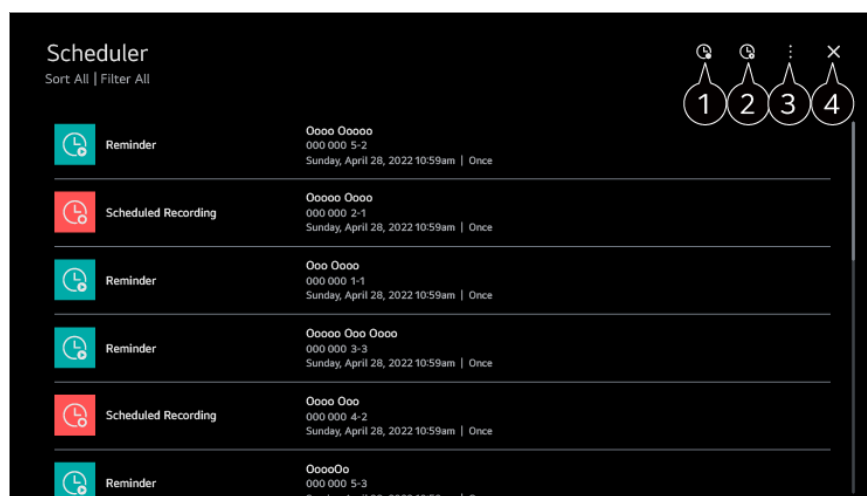 Scheduler
Sort All | Filter All
1 2 3 4
Reminder
Oooo Ooooo
000 000 5-2
Sunday, April 28, 2022 10:59am | Once
Scheduled Recording
Ooooo Oooo
000 000 2-1
Sunday, April 28, 2022 10:59am | Once
Reminder
Ooo Oooo
000 000 1-1
Sunday, April 28, 2022 10:59am | Once
Reminder
Ooooo Ooo Oooo
000 000 3-3
Sunday, April 28, 2022 10:59am | Once
Scheduled Recording
Oooo Ooo
000 000 4-2
Sunday, April 28, 2022 10:59am | Once
Reminder
OoooOo
000 000 5-3